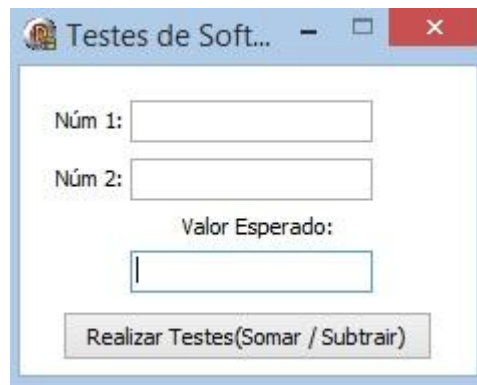 Testes de Soft...
Núm 1:
Núm 2:
Valor Esperado:
Realizar Testes(Somar / Subtrair)